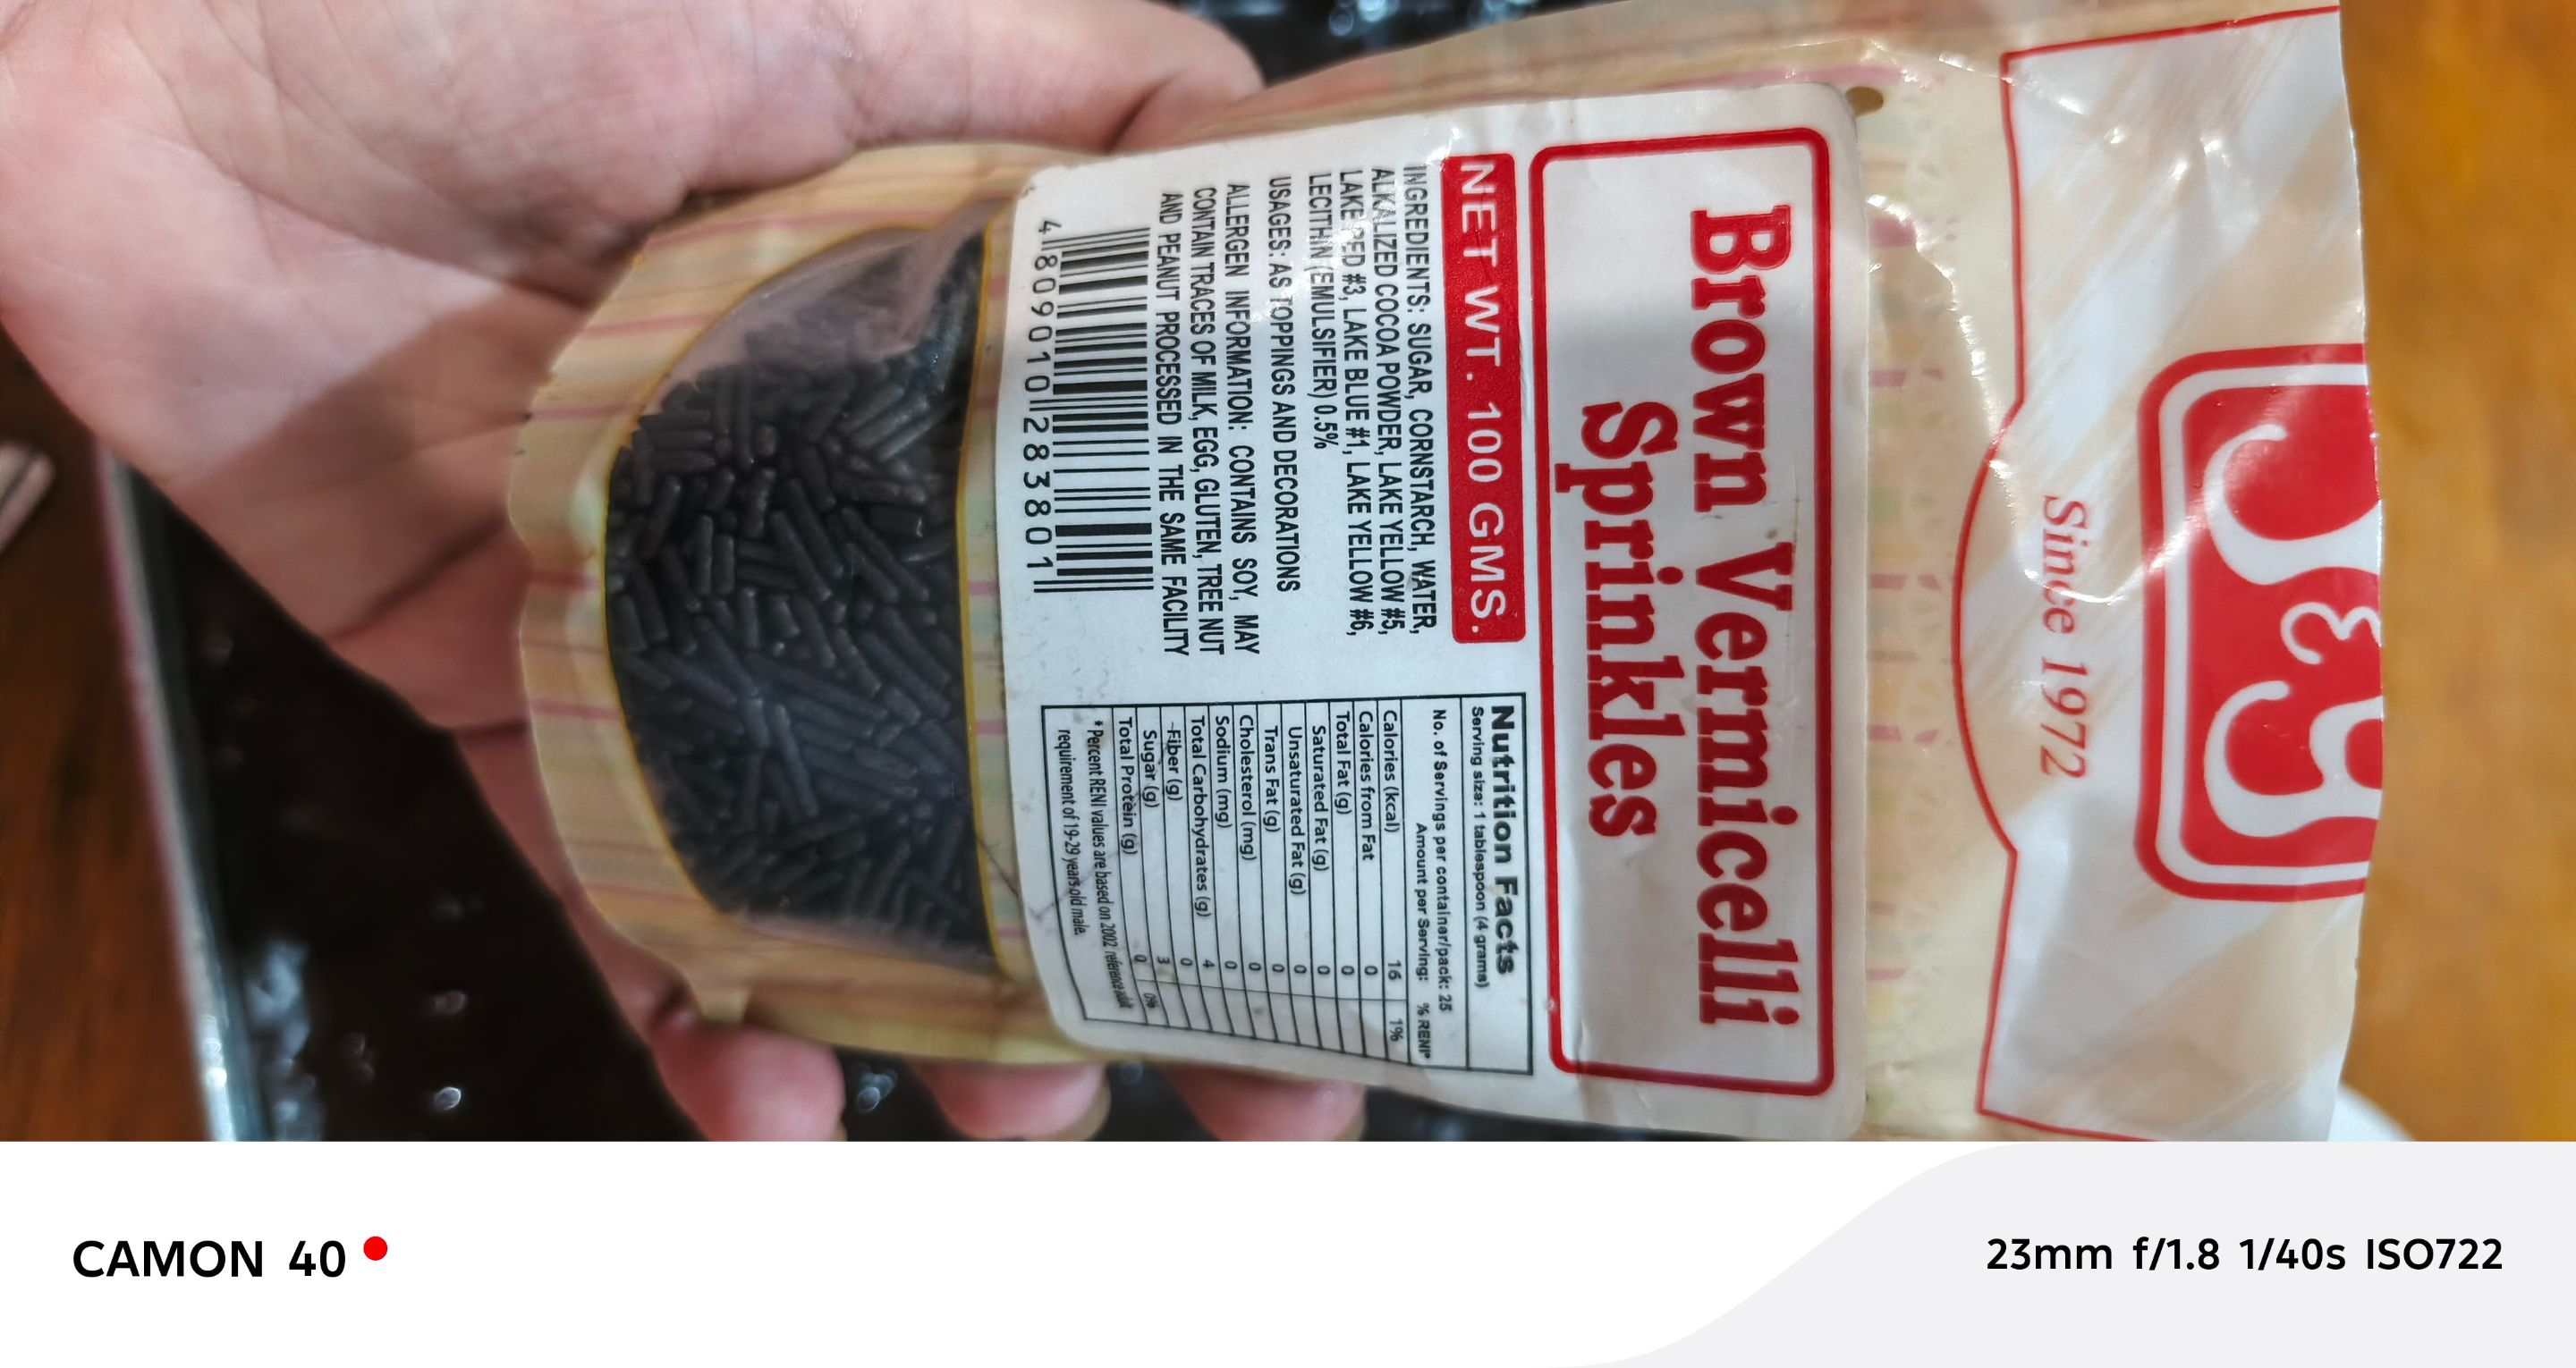 S&Y
Since 1972
Brown Vermicelli
Sprinkles
NET WT. 100 GMS.
INGREDIENTS: SUGAR, CORNSTARCH, WATER,
ALKALIZED COCOA POWDER, LAKE YELLOW #5,
LAKE RED #3, LAKE BLUE #1, LAKE YELLOW #6,
LECITHIN (EMULSIFIER) 0.5%
USAGES: AS TOPPINGS AND DECORATIONS
ALLERGEN INFORMATION: CONTAINS SOY, MAY
CONTAIN TRACES OF MILK, EGG, GLUTEN, TREE NUT
AND PEANUT PROCESSED IN THE SAME FACILITY
4809010283801
Nutrition Facts
Serving size: 1 tablespoon (4 grams)
No. of Servings per container/pack: 25
Amount per Serving: % RENI*
Calories (kcal) 16 1%
Calories from Fat 0
Total Fat (g) 0
Saturated Fat (g) 0
Unsaturated Fat (g) 0
Trans Fat (g) 0
Cholesterol (mg) 0
Sodium (mg) 0
Total Carbohydrates (g) 4
-Fiber (g) 0
Sugar (g) 3
Total Protein (g) 0 0%
* Percent RENI values are based on 2002 reference adult
requirement of 19-29 years old male.
CAMON 40
23mm f/1.8 1/40s ISO722